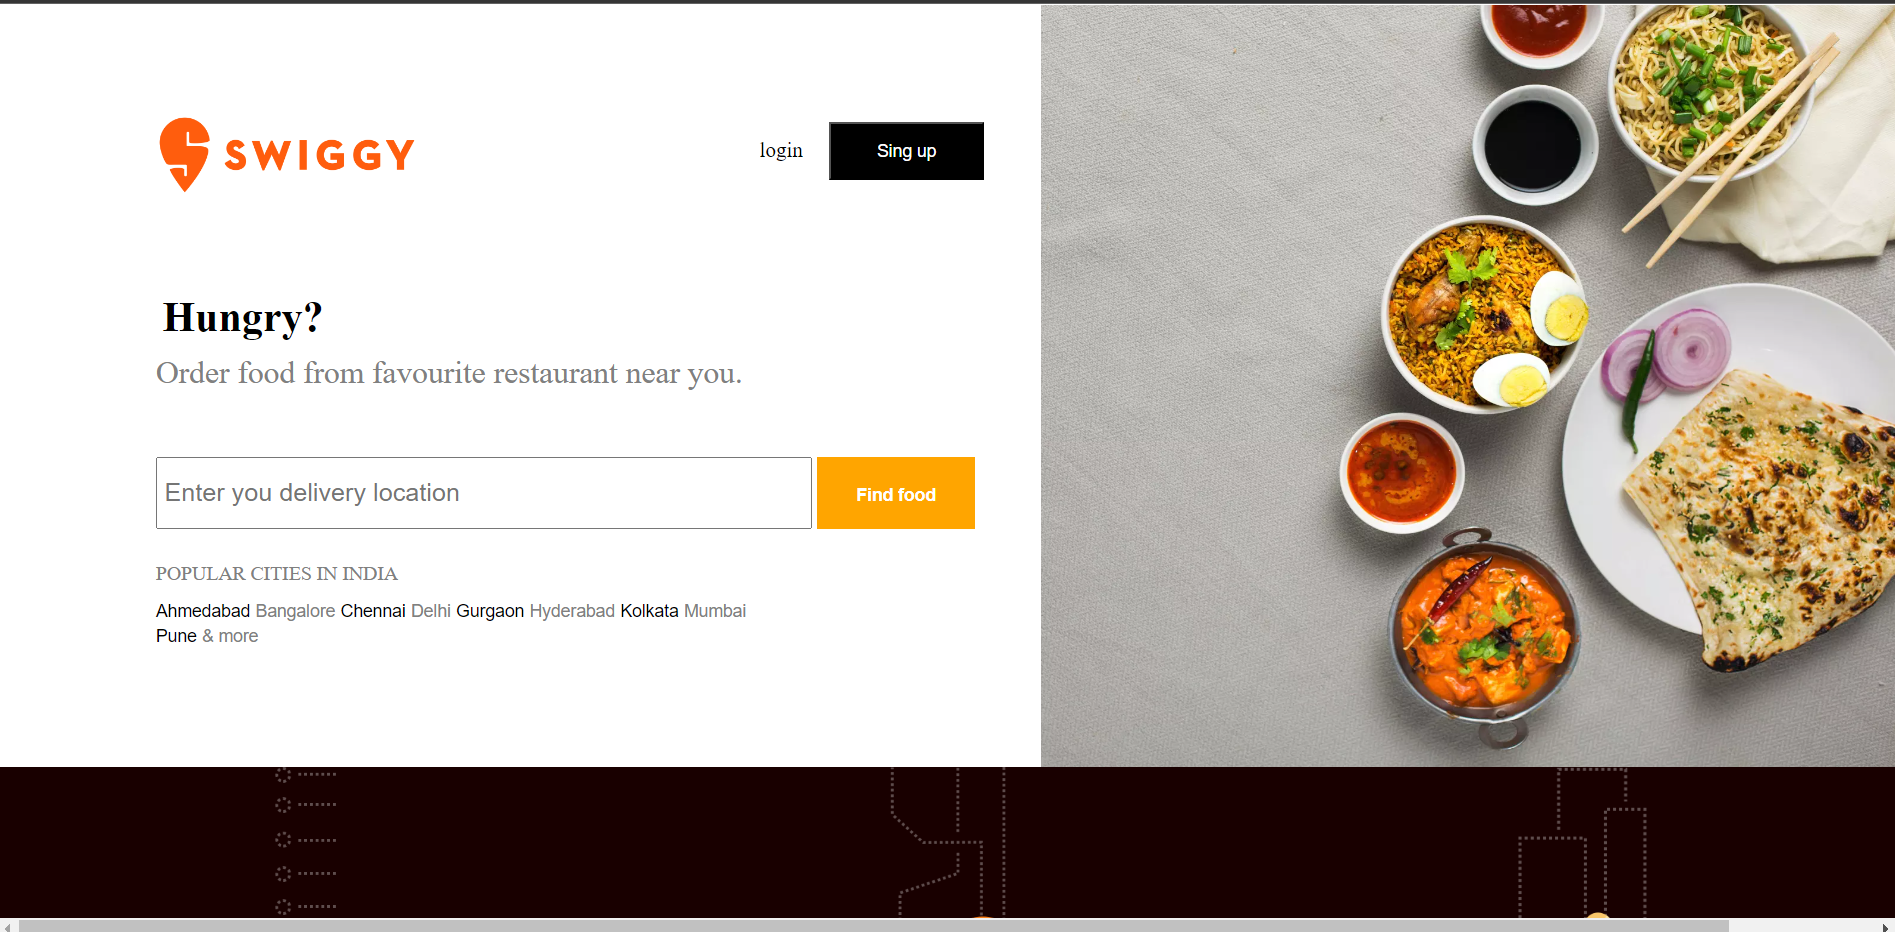 SWIGGY
login
Sing up
Hungry?
Order food from favourite restaurant near you.
Enter you delivery location
Find food
POPULAR CITIES IN INDIA
Ahmedabad Bangalore Chennai Delhi Gurgaon Hyderabad Kolkata Mumbai
Pune & more